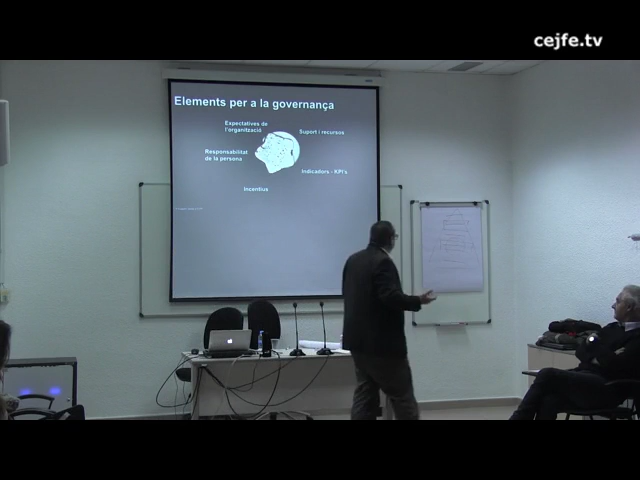 cejfe.tv
Elements per a la governança
Expectatives de
l'organització
Suport i recursos
Responsabilitat
de la persona
Indicadors - KPI's
Incentius